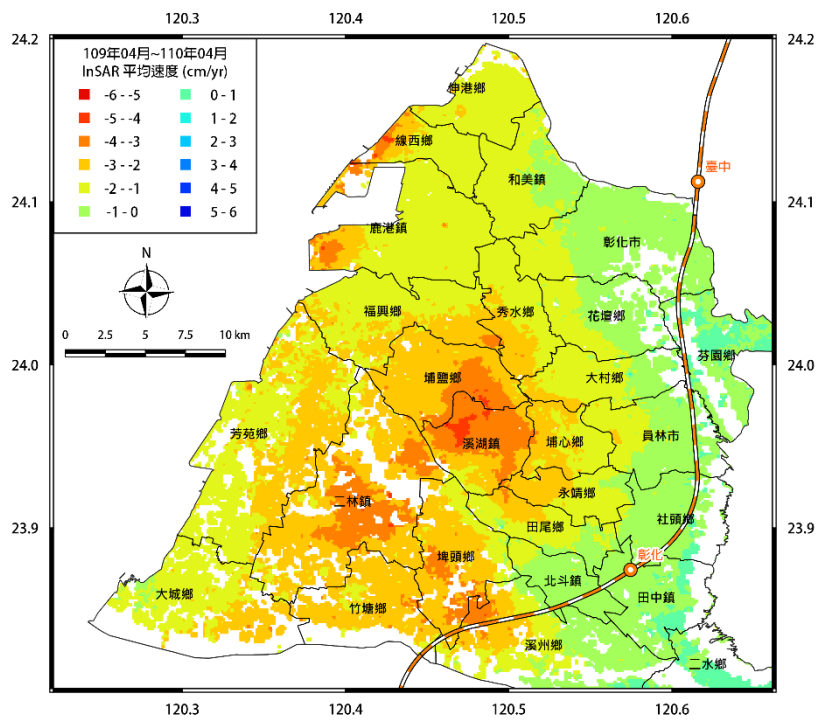 120.3 120.4 120.5 120.6
24.2 24.2
109年04月~110年04月
InSAR 平均速度 (cm/yr)
-6 - -5 0 - 1
-5 - -4 1 - 2
-4 - -3 2 - 3
-3 - -2 3 - 4
-2 - -1 4 - 5
-1 - 0 5 - 6
伸港鄉
線西鄉
臺中
和美鎮
24.1 24.1
鹿港鎮
彰化市
N
福興鄉 秀水鄉 花壇鄉
0 2.5 5 7.5 10 km
芬園鄉
24.0 24.0
埔鹽鄉 大村鄉
芳苑鄉 溪湖鎮 埔心鄉 員林市
二林鎮 永靖鄉
社頭鄉
23.9 田尾鄉 23.9
埤頭鄉 彰化
大城鄉 北斗鎮
竹塘鄉 田中鎮
溪州鄉
二水鄉
120.3 120.4 120.5 120.6